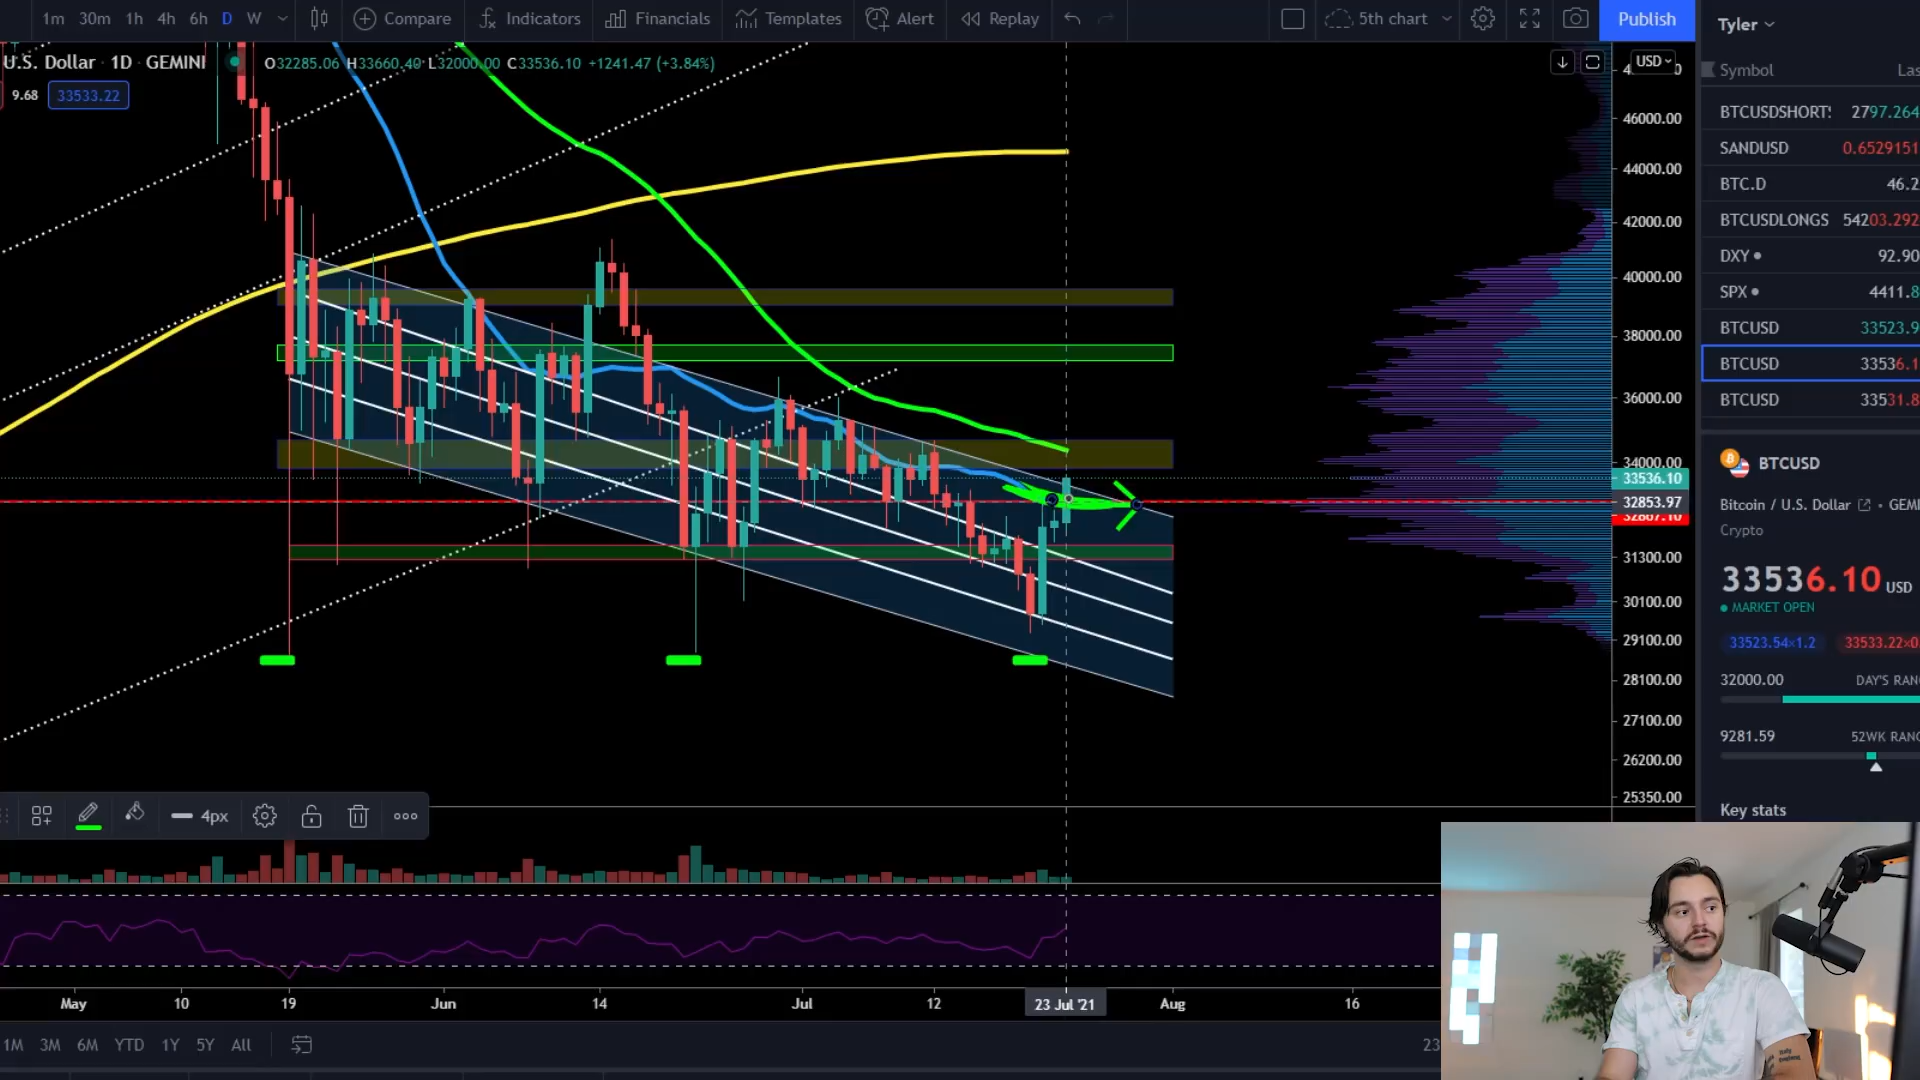 1m 30m 1h 4h 6h D W Compare Indicators Financials Templates Alert Replay 5th chart Publish
Tyler
U.S. Dollar · 1D · GEMINI O32285.06 H33660.40 L32000.00 C33536.10 +1241.47 (+3.84%)
USD
9.68 33533.22
46000.00
44000.00
42000.00
40000.00
38000.00
36000.00
34000.00
33536.10
32853.97
32867.10
31300.00
30100.00
29100.00
28100.00
27100.00
26200.00
25350.00
Symbol Las
BTCUSDSHORTS 2797.264
SANDUSD 0.6529151
BTC.D 46.2
BTCUSDLONGS 54203.292
DXY 92.90
SPX 4411.8
BTCUSD 33523.9
BTCUSD 33536.1
BTCUSD 33531.8
BTCUSD
Bitcoin / U.S. Dollar • GEMI
Crypto
33536.10 USD
MARKET OPEN
33523.54×1.2 33533.22×0
32000.00 DAY'S RAN
9281.59 52WK RAN
Key stats
4px
May 10 19 Jun 14 Jul 12 23 Jul '21 Aug 16
1M 3M 6M YTD 1Y 5Y All 23